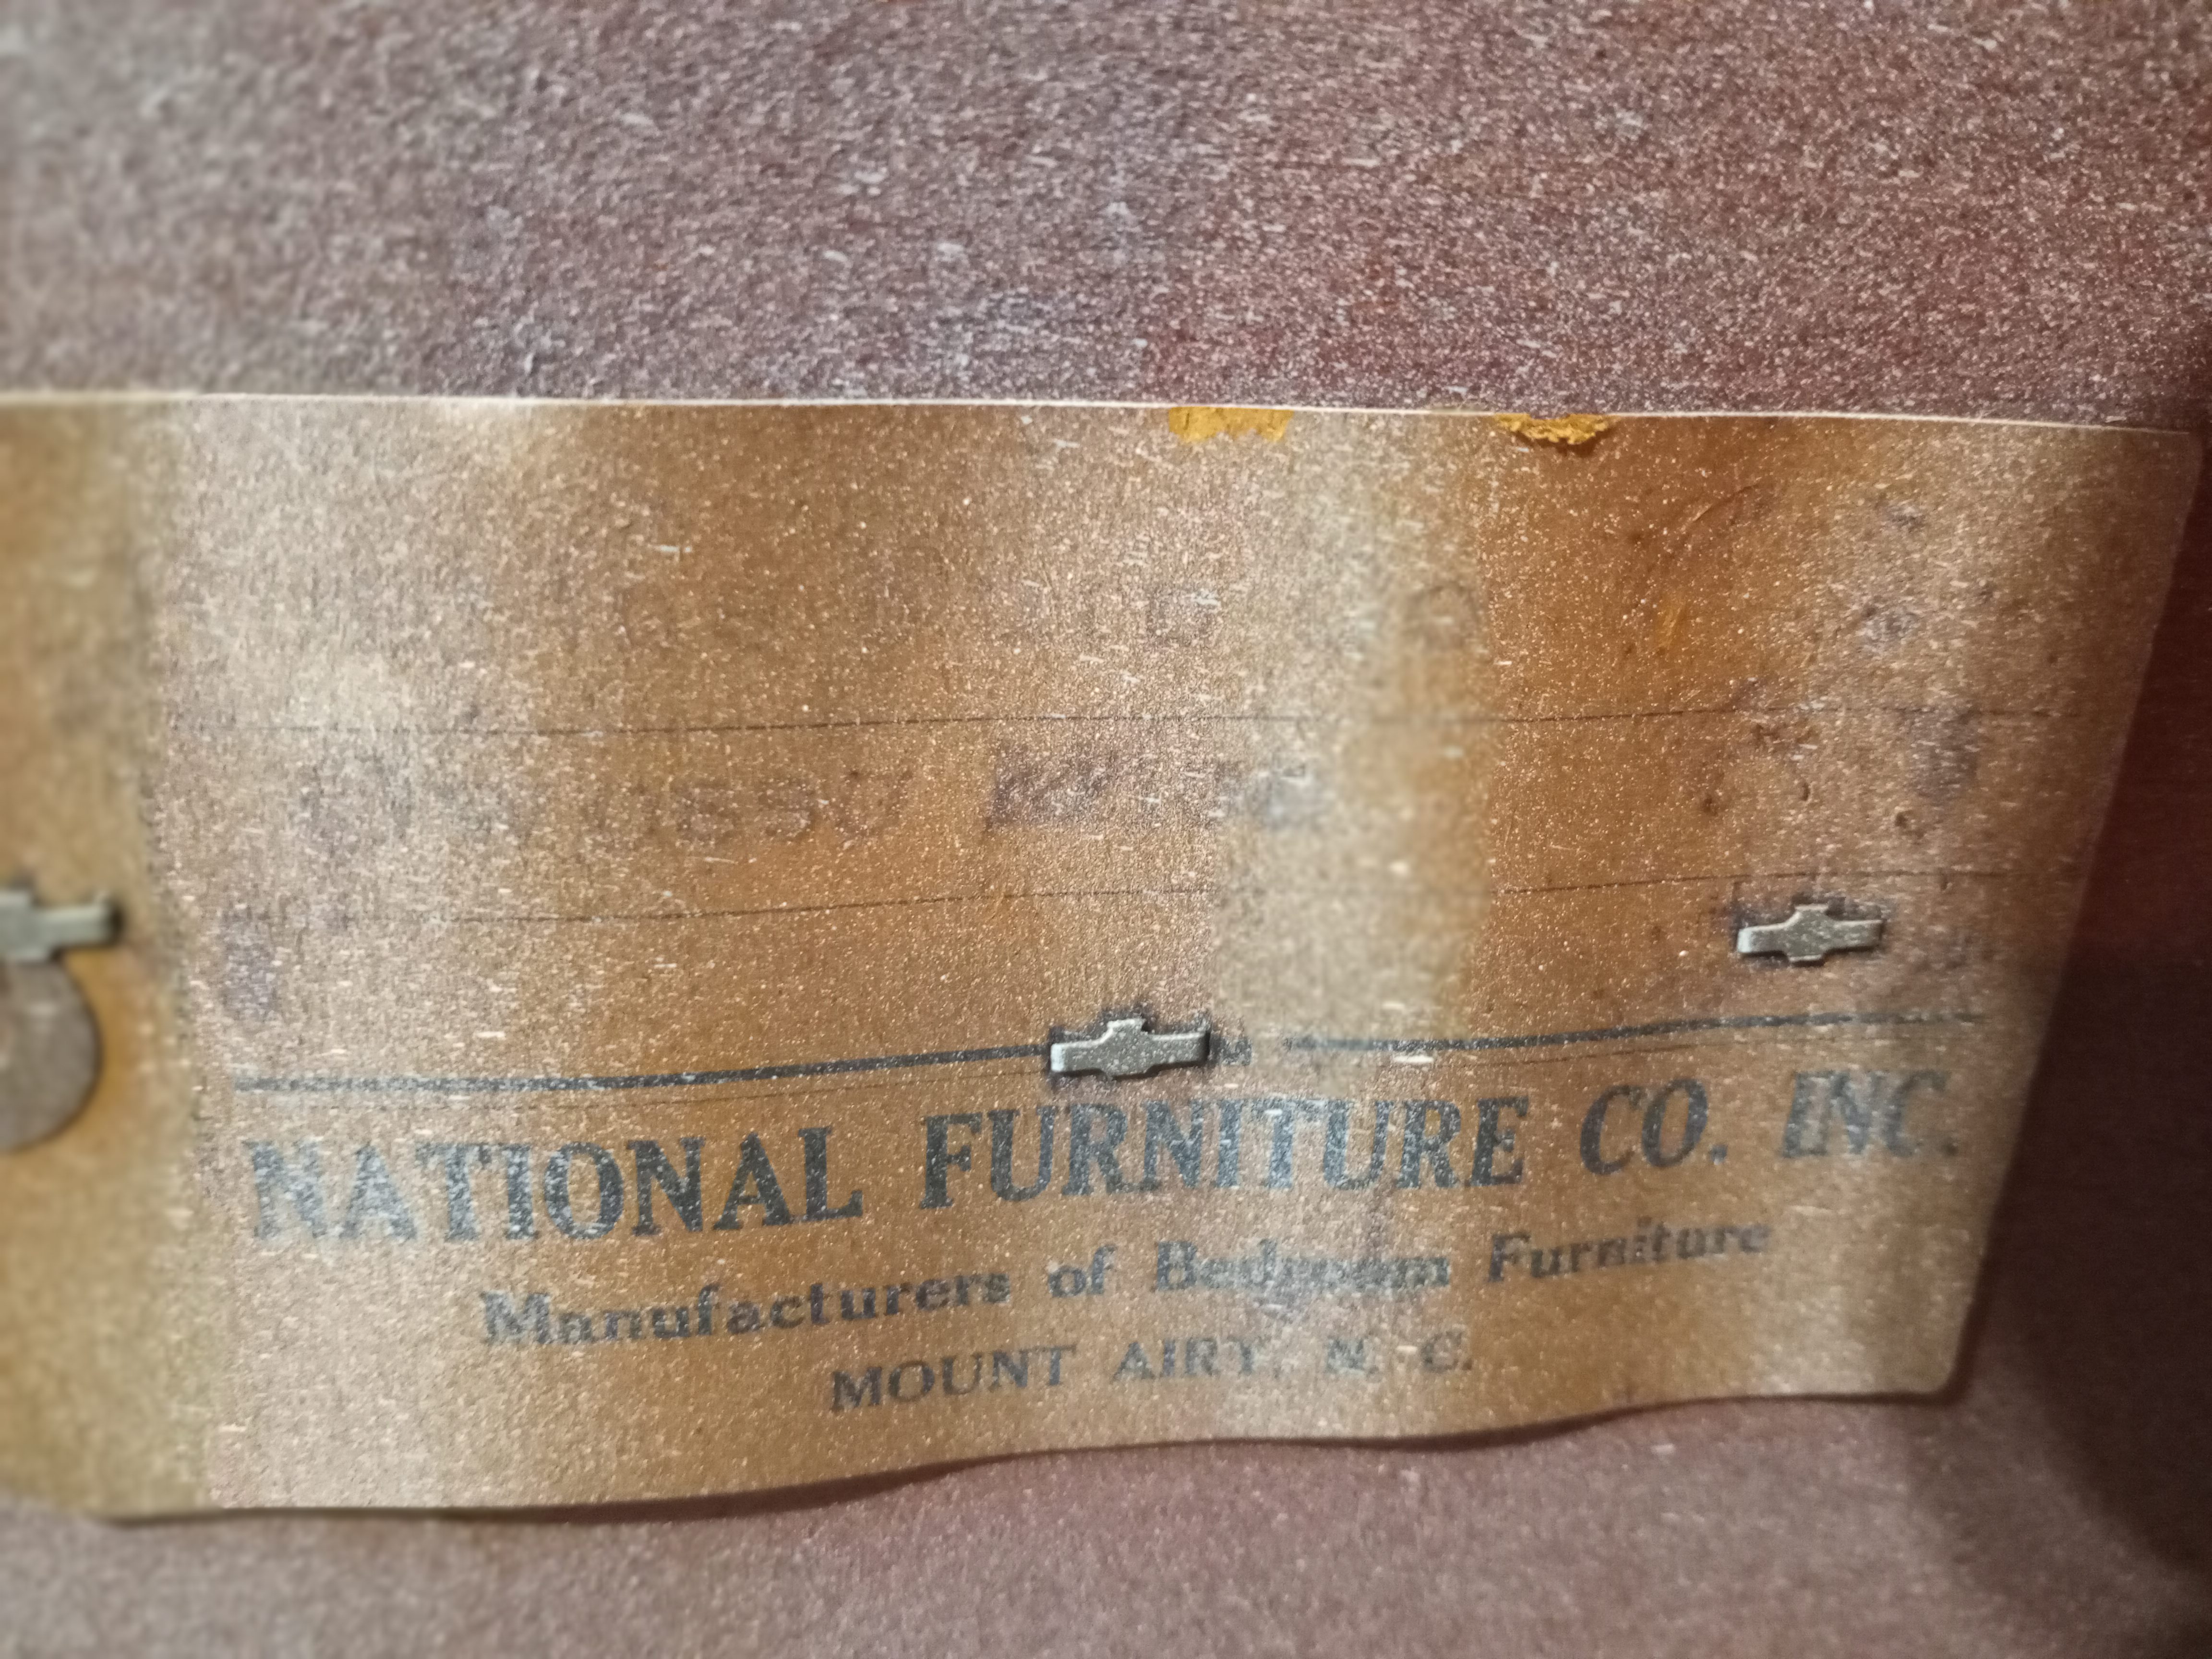 NATIONAL FURNITURE CO. INC.
Manufacturers of Bedroom Furniture
MOUNT AIRY, N. C.